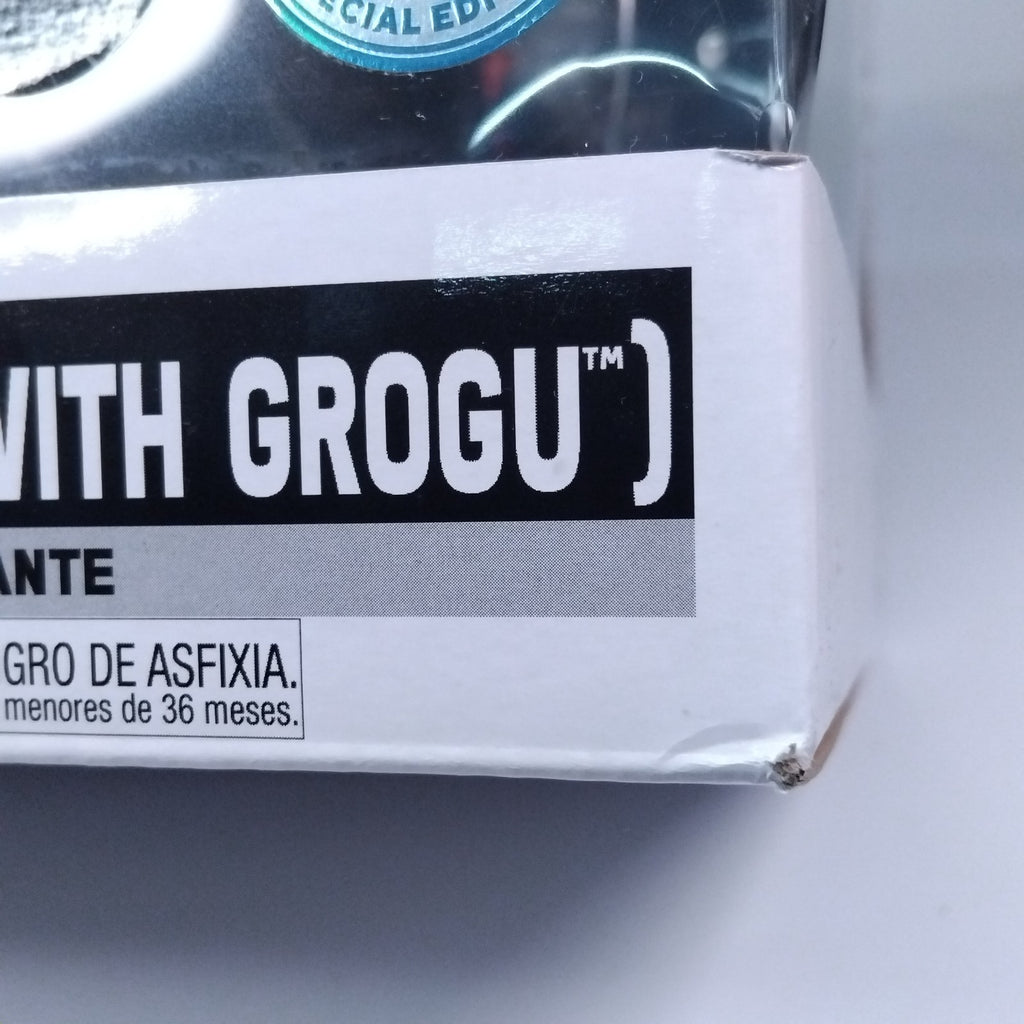 CIAL EDI
WITH GROGU™)
ANTE
GRO DE ASFIXIA.
menores de 36 meses.